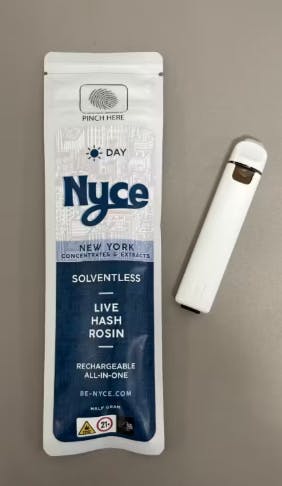 PINCH HERE
DAY
Nyce
NEW YORK
CONCENTRATES & EXTRACTS
SOLVENTLESS
LIVE
HASH
ROSIN
RECHARGEABLE
ALL-IN-ONE
BE-NYCE.COM
HALF GRAM
21+